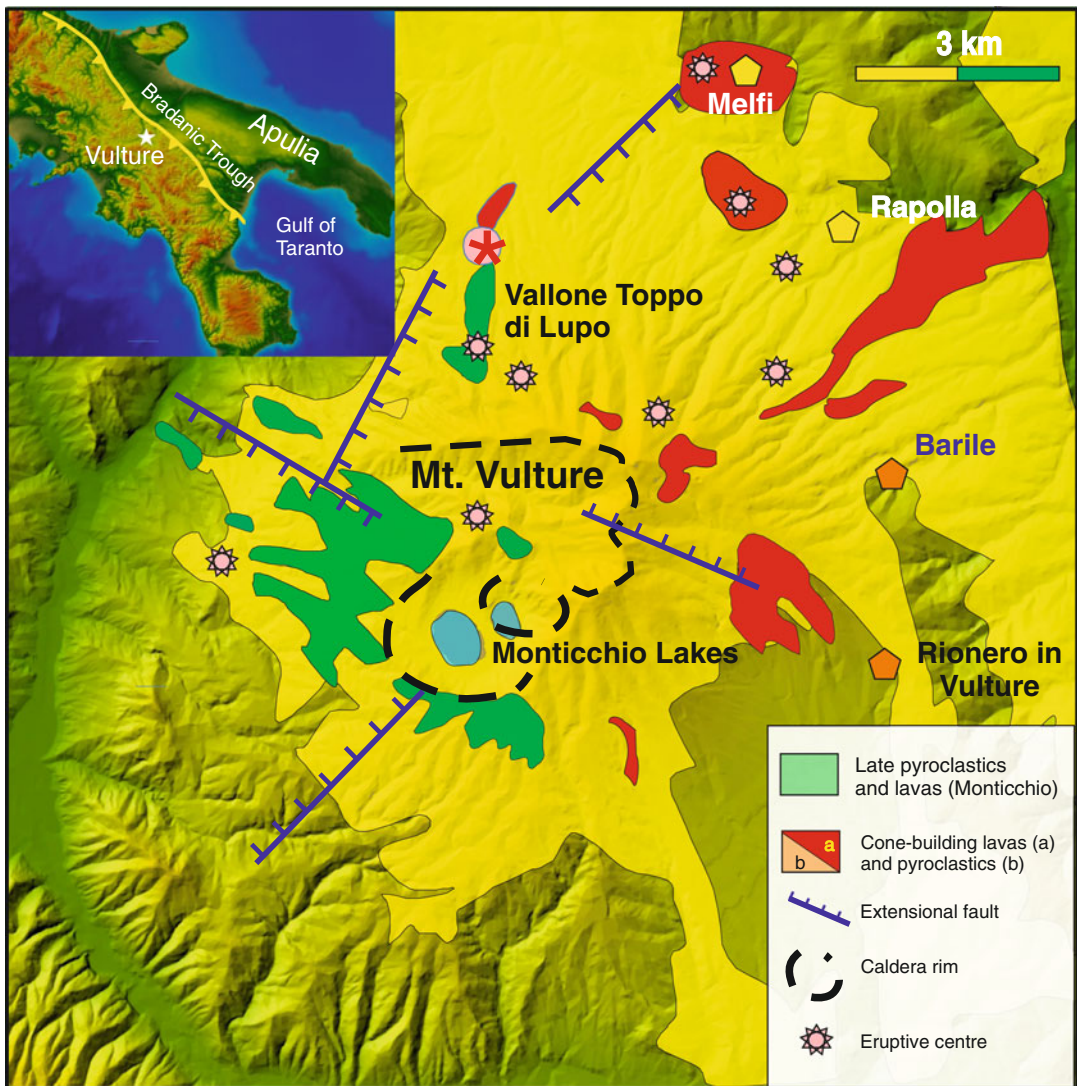 3 km
Melfi
Bradanic Trough
Apulia
Vulture
Gulf of
Taranto
Rapolla
Vallone Toppo
di Lupo
Barile
Mt. Vulture
Monticchio Lakes
Rionero in
Vulture
Late pyroclastics
and lavas (Monticchio)
a
b
Cone-building lavas (a)
and pyroclastics (b)
Extensional fault
Caldera rim
Eruptive centre